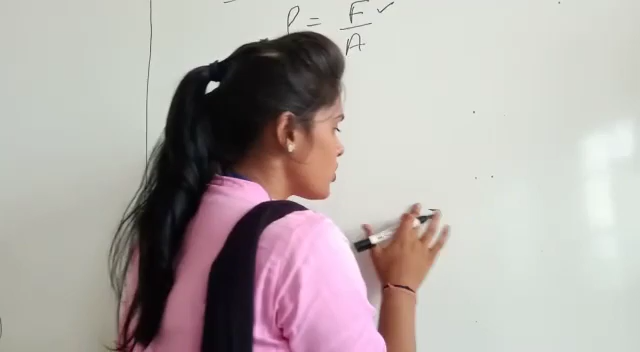 P = F/A ✓